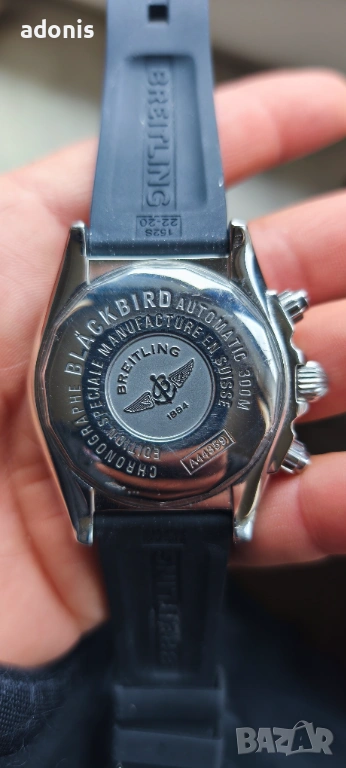 adonis
BREITLING
152S
22-20
CHRONOGRAPHE BLACKBIRD AUTOMATIC 300M
EDITION SPECIALE MANUFACTURE EN SUISSE
BREITLING
1884
A44359
BREITLING
BAZAR